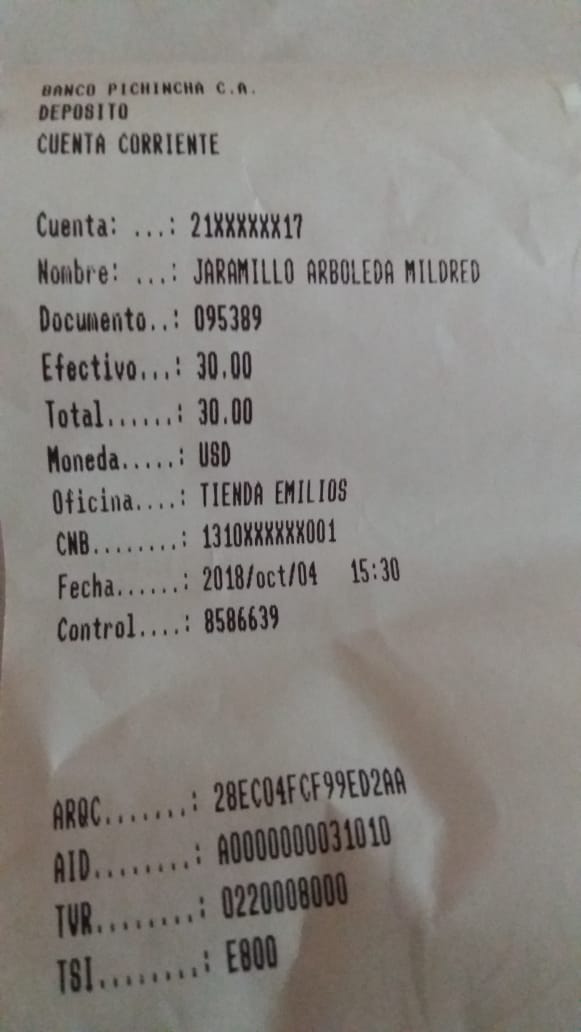 BANCO PICHINCHA C.A.
DEPOSITO
CUENTA CORRIENTE
Cuenta: ...: 21XXXXXX17
Nombre: ...: JARAMILLO ARBOLEDA MILDRED
Documento..: 095389
Efectivo...: 30.00
Total......: 30.00
Moneda.....: USD
Oficina....: TIENDA EMILIOS
CNB........: 1310XXXXXX001
Fecha......: 2018/oct/04 15:30
Control....: 8586639
ARQC.......: 28EC04FCF99ED2AA
AID........: A0000000031010
TVR........: 0220008000
TSI........: E800